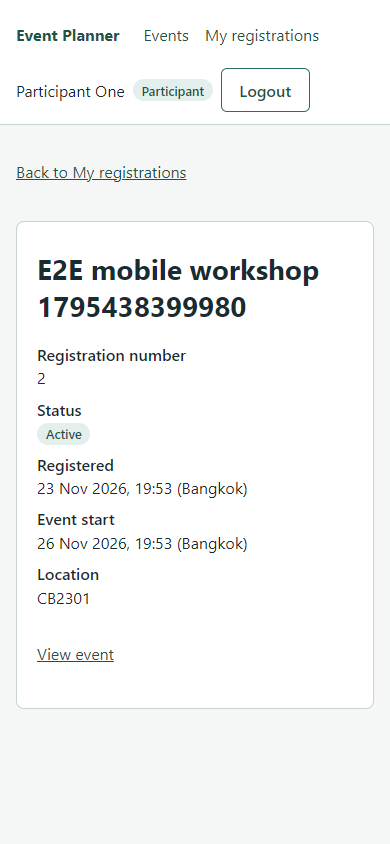 Event Planner Events My registrations
Participant One Participant Logout
Back to My registrations
E2E mobile workshop
1795438399980
Registration number
2
Status
Active
Registered
23 Nov 2026, 19:53 (Bangkok)
Event start
26 Nov 2026, 19:53 (Bangkok)
Location
CB2301
View event